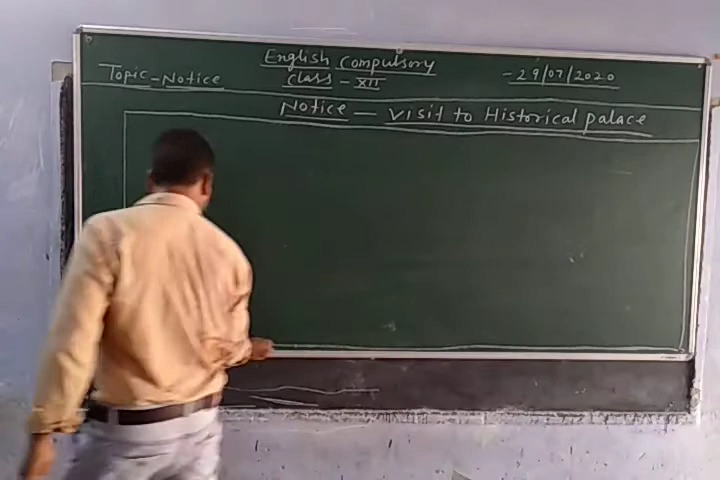 English Compulsory
Topic - Notice Class - XII - 29/07/2020
Notice - Visit to Historical palace